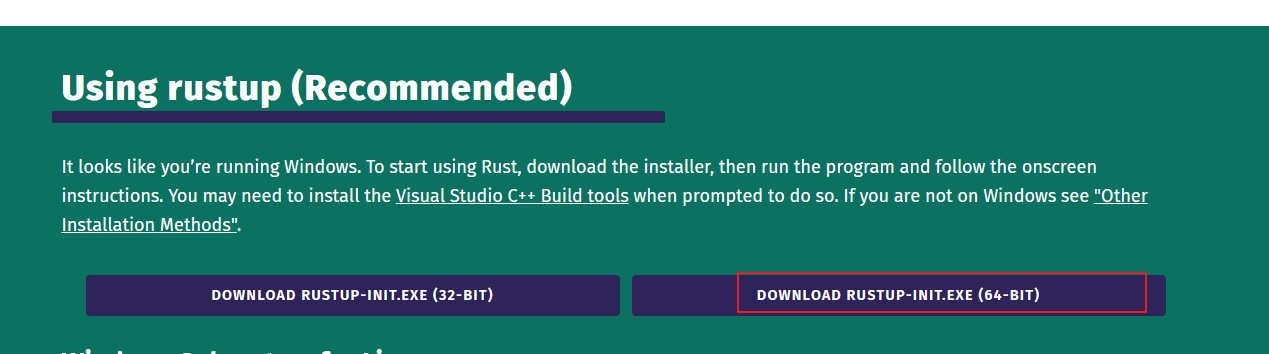 Using rustup (Recommended)
It looks like you’re running Windows. To start using Rust, download the installer, then run the program and follow the onscreen
instructions. You may need to install the Visual Studio C++ Build tools when prompted to do so. If you are not on Windows see "Other
Installation Methods".
DOWNLOAD RUSTUP-INIT.EXE (32-BIT)
DOWNLOAD RUSTUP-INIT.EXE (64-BIT)